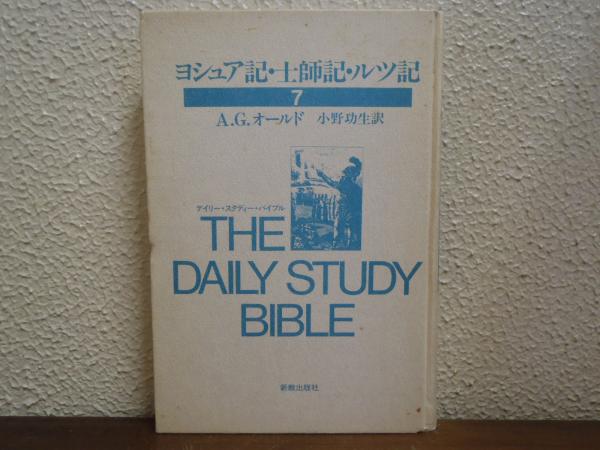 ヨシュア記・士師記・ルツ記
7
A.G.オールド 小野功生訳
デイリー・スタディー・バイブル
THE
DAILY STUDY
BIBLE
新教出版社